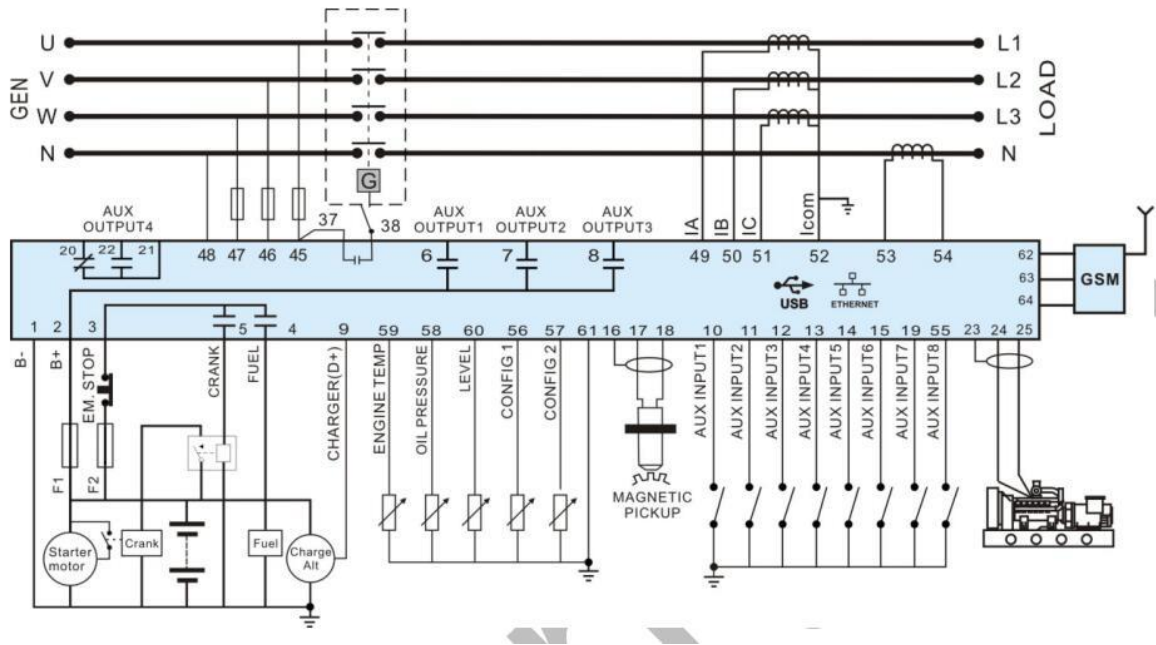 U
V
W
N
GEN
L1
L2
L3
N
LOAD
G
AUX
OUTPUT4
37
38
AUX
OUTPUT1
AUX
OUTPUT2
AUX
OUTPUT3
IA
IB
IC
Icom
20
22
21
48
47
46
45
6
7
8
49
50
51
52
53
54
62
63
64
GSM
USB
ETHERNET
1
2
3
5
4
9
59
58
60
56
57
61
16
17
18
10
11
12
13
14
15
19
55
23
24
25
B-
B+
EM. STOP
CRANK
FUEL
CHARGER(D+)
ENGINE TEMP
OIL PRESSURE
LEVEL
CONFIG 1
CONFIG 2
AUX INPUT1
AUX INPUT2
AUX INPUT3
AUX INPUT4
AUX INPUT5
AUX INPUT6
AUX INPUT7
AUX INPUT8
F1
F2
MAGNETIC
PICKUP
Starter
motor
Crank
Fuel
Charge
Alt